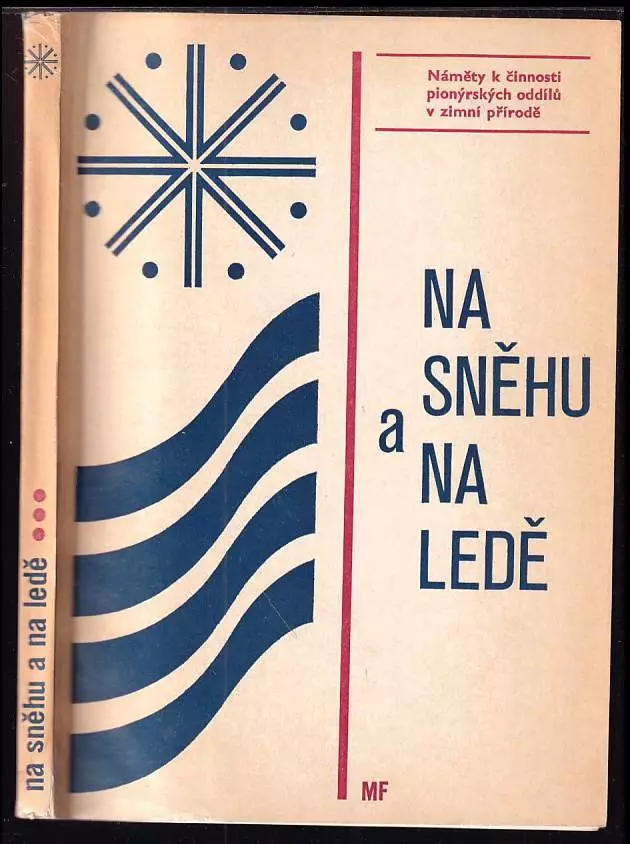 Náměty k činnosti
pionýrských oddílů
v zimní přírodě
NA
SNĚHU
a
NA
LEDĚ
MF
na sněhu a na ledě